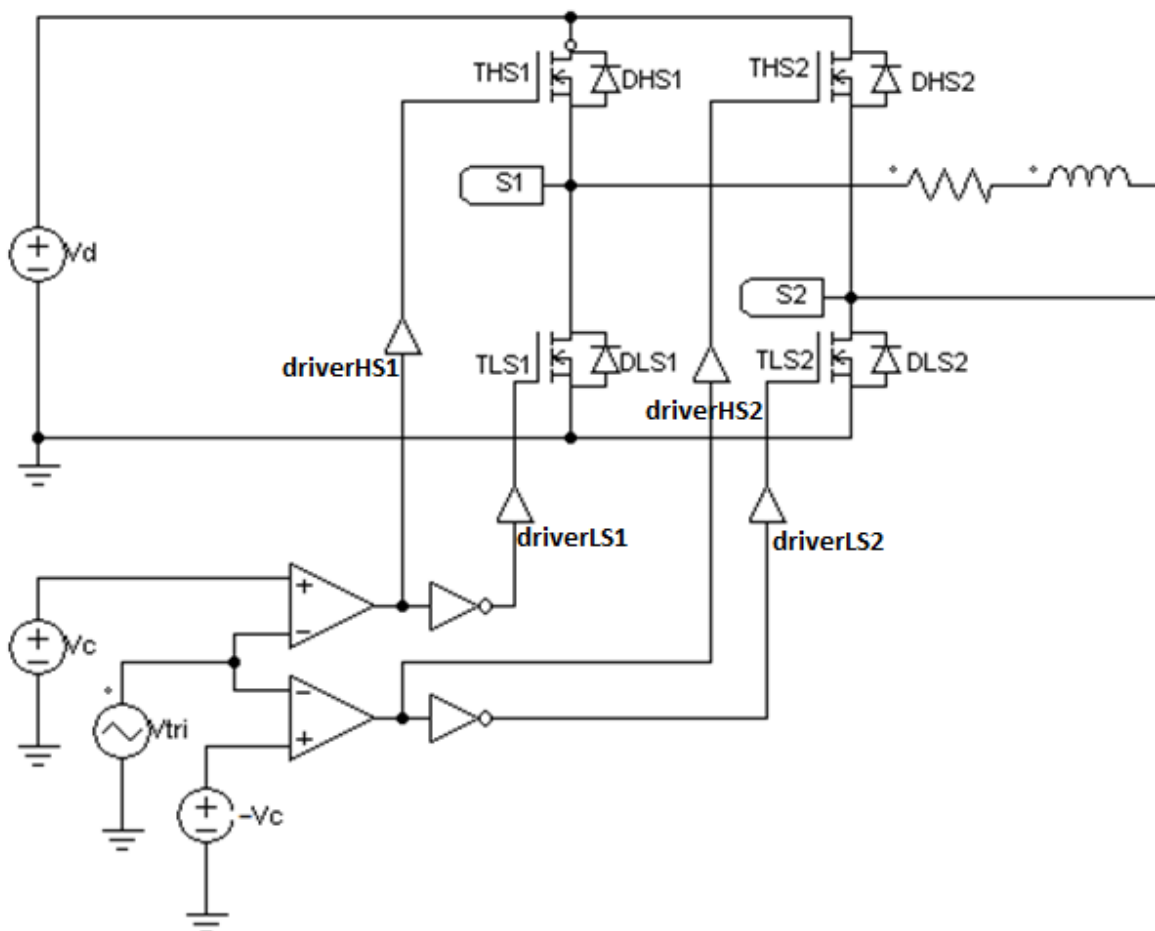 THS1
DHS1
THS2
DHS2
S1
Vd
S2
driverHS1
TLS1
DLS1
driverHS2
TLS2
DLS2
driverLS1
driverLS2
+
−
Vc
+
−
Vtri
−
+
−Vc
+
−
+
−